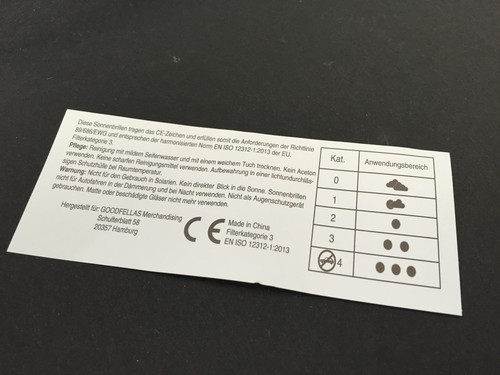 Diese Sonnenbrillen tragen das CE-Zeichen und erfüllen somit die Anforderungen der Richtlinie
89/686/EWG und entsprechen der harmonisierten Norm EN ISO 12312-1:2013 der EU.
Filterkategorie 3.
Pflege: Reinigung mit mildem Seifenwasser und mit einem weichem Tuch trocknen. Kein Aceton
verwenden. Keine scharfen Reinigungsmittel verwenden. Aufbewahrung in einer lichtundurchläs-
sigen Schutzhülle bei Raumtemperatur.
Warnung: Nicht für den Gebrauch in Solarien. Kein direkter Blick in die Sonne. Sonnenbrillen
nicht für Autofahren in der Dämmerung und bei Nacht verwenden. Nicht als Augenschutzgerät
gebrauchen, Matte oder beschädigte Gläser nicht mehr verwenden.
Hergestellt für: GOODFELLAS Merchandising
Schulterblatt 58
20357 Hamburg
CE
Made in China
Filterkategorie 3
EN ISO 12312-1:2013
Kat. Anwendungsbereich
0
1
2
3
4